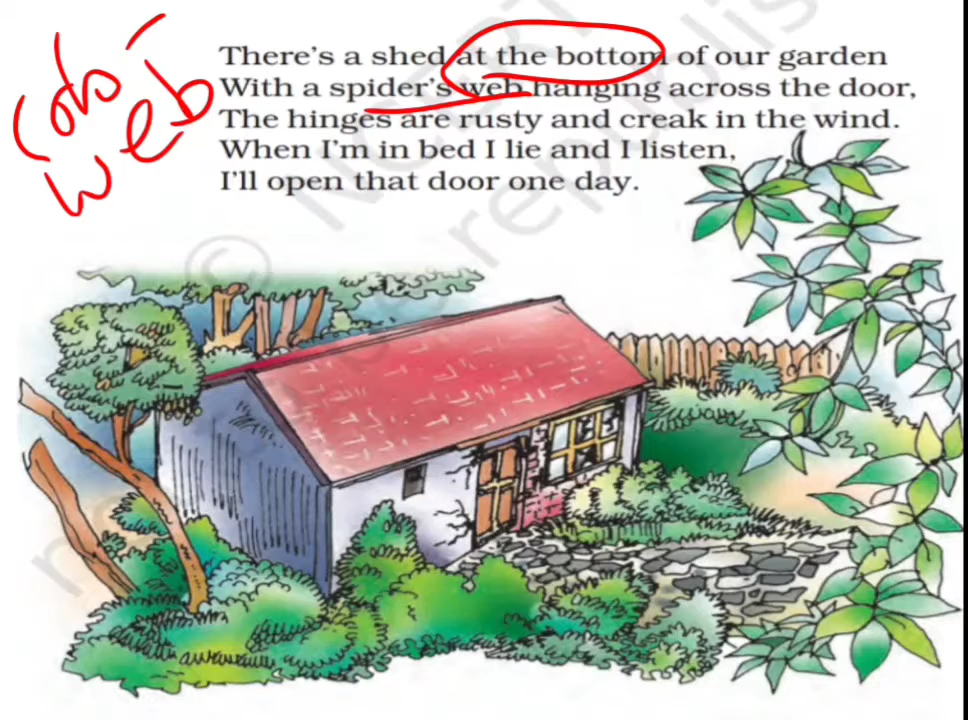 cob-
web
There's a shed at the bottom of our garden
With a spider's web hanging across the door,
The hinges are rusty and creak in the wind.
When I'm in bed I lie and I listen,
I'll open that door one day.